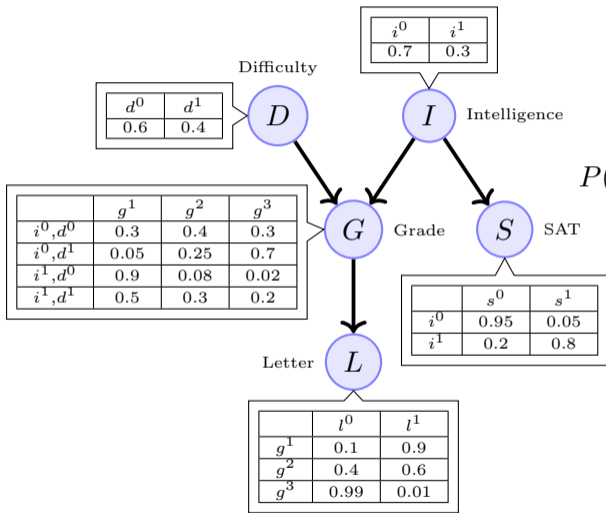 i⁰ i¹
0.7 0.3
Difficulty
d⁰ d¹
0.6 0.4
D
I
Intelligence
P(
g¹ g² g³
i⁰,d⁰ 0.3 0.4 0.3
i⁰,d¹ 0.05 0.25 0.7
i¹,d⁰ 0.9 0.08 0.02
i¹,d¹ 0.5 0.3 0.2
G
Grade
S
SAT
s⁰ s¹
i⁰ 0.95 0.05
i¹ 0.2 0.8
Letter
L
l⁰ l¹
g¹ 0.1 0.9
g² 0.4 0.6
g³ 0.99 0.01